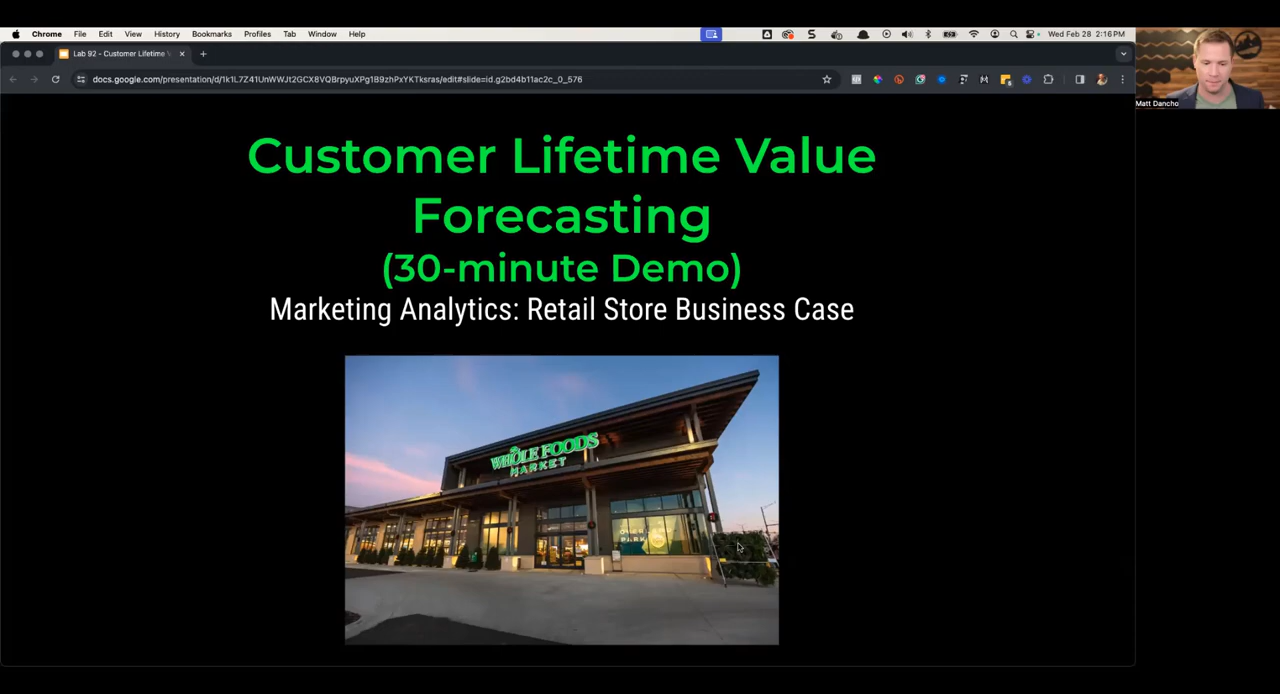 Chrome File Edit View History Bookmarks Profiles Tab Window Help
Wed Feb 28 2:16 PM
Lab 92 - Customer Lifetime V
docs.google.com/presentation/d/1k1L7Z41UnWWJt2GCX8VQBrpyuXPg1B9zhPxYKTksras/edit#slide=id.g2bd4b11ac2c_0_576
Matt Dancho
Customer Lifetime Value
Forecasting
(30-minute Demo)
Marketing Analytics: Retail Store Business Case
WHOLE FOODS
MARKET